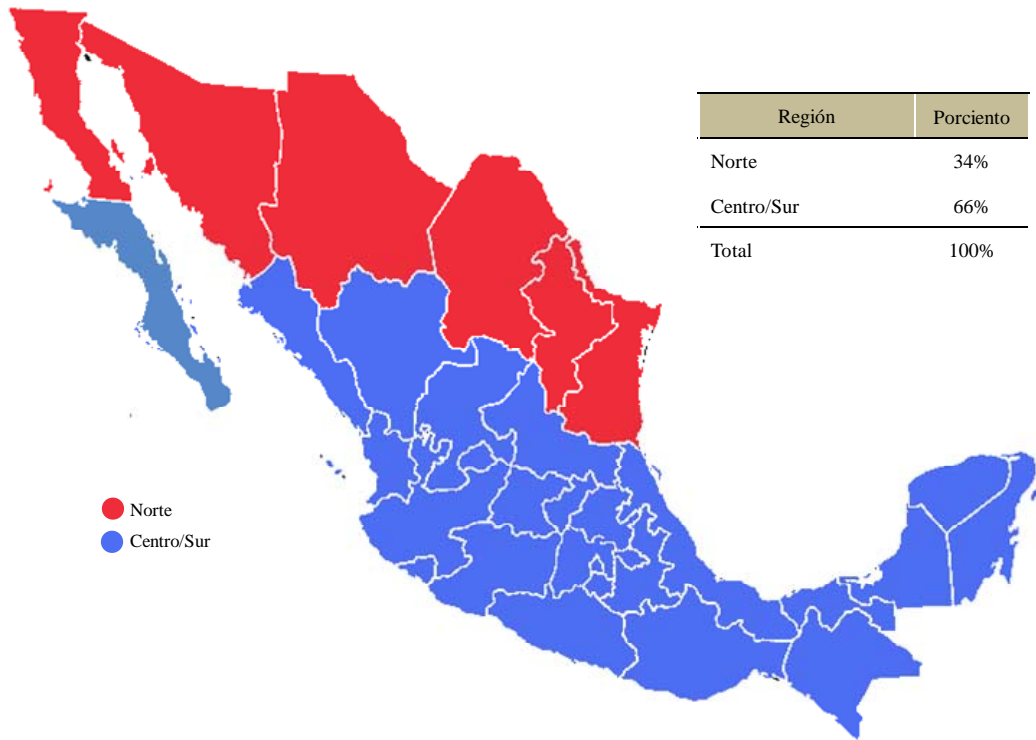 Región Porciento
Norte 34%
Centro/Sur 66%
Total 100%
Norte
Centro/Sur